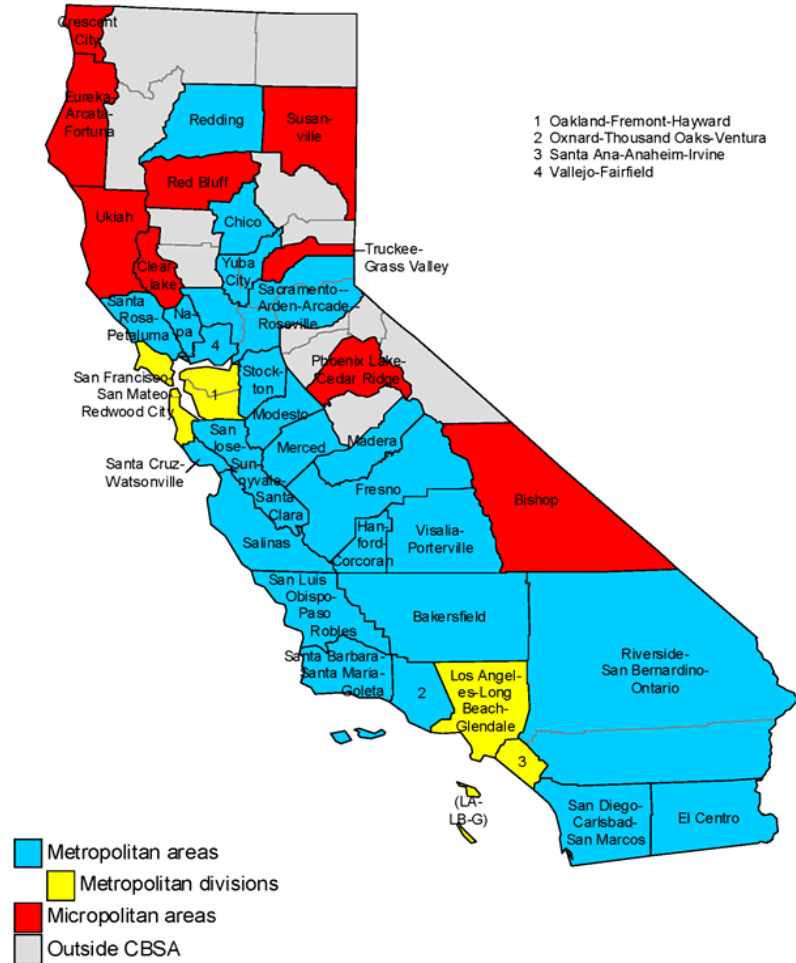 Crescent
City
Eureka-
Arcata-
Fortuna
Redding
Susan-
ville
1 Oakland-Fremont-Hayward
2 Oxnard-Thousand Oaks-Ventura
3 Santa Ana-Anaheim-Irvine
4 Vallejo-Fairfield
Red Bluff
Ukiah
Chico
Truckee-
Grass Valley
Clear-
lake
Yuba
City
Sacramento--
Arden-Arcade--
Roseville
Santa
Rosa-
Petaluma
Na-
pa
4
Phoenix Lake-
Cedar Ridge
San Francisco-
San Mateo-
Redwood City
1
Stock-
ton
Modesto
San
Jose-
Sun-
nyvale-
Santa
Clara
Merced
Madera
Santa Cruz-
Watsonville
Fresno
Bishop
Salinas
Han-
ford-
Corcoran
Visalia-
Porterville
San Luis
Obispo-
Paso
Robles
Bakersfield
Santa Barbara-
Santa Maria-
Goleta
2
Los Angel-
es-Long
Beach-
Glendale
Riverside-
San Bernardino-
Ontario
3
(LA-
LB-G)
San Diego-
Carlsbad-
San Marcos
El Centro
Metropolitan areas
Metropolitan divisions
Micropolitan areas
Outside CBSA